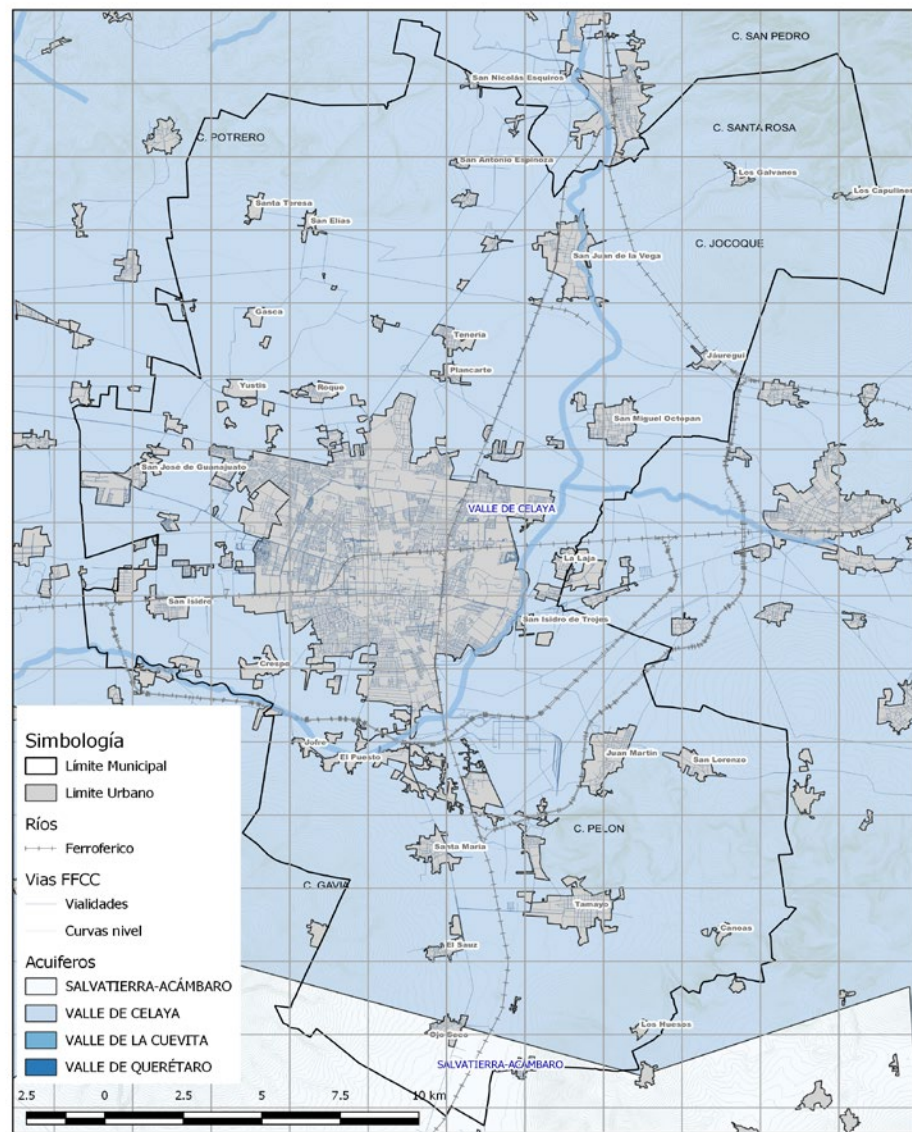 C. SAN PEDRO
San Nicolás Esquiros
C. SANTA ROSA
C. POTRERO
San Antonio Espinoza
Los Galvanes
Los Capulines
Santa Teresa
San Elias
C. JOCOQUE
San Juan de la Vega
Gasca
Tenería
Jáuregui
Plancarte
Yustis
Roque
San Miguel Octopan
San José de Guanajuato
VALLE DE CELAYA
La Laja
San Isidro
San Isidro de Trojes
Crespo
Jofre
El Puesto
Juan Martin
San Lorenzo
C. PELON
Santa María
C. GAVIA
Tamayo
Canoas
El Sauz
Ojo Seco
Los Huesos
SALVATIERRA-ACÁMBARO
Simbología
Límite Municipal
Límite Urbano
Ríos
Ferroferico
Vias FFCC
Vialidades
Curvas nivel
Acuiferos
SALVATIERRA-ACÁMBARO
VALLE DE CELAYA
VALLE DE LA CUEVITA
VALLE DE QUERÉTARO
2.5 0 2.5 5 7.5 10 km